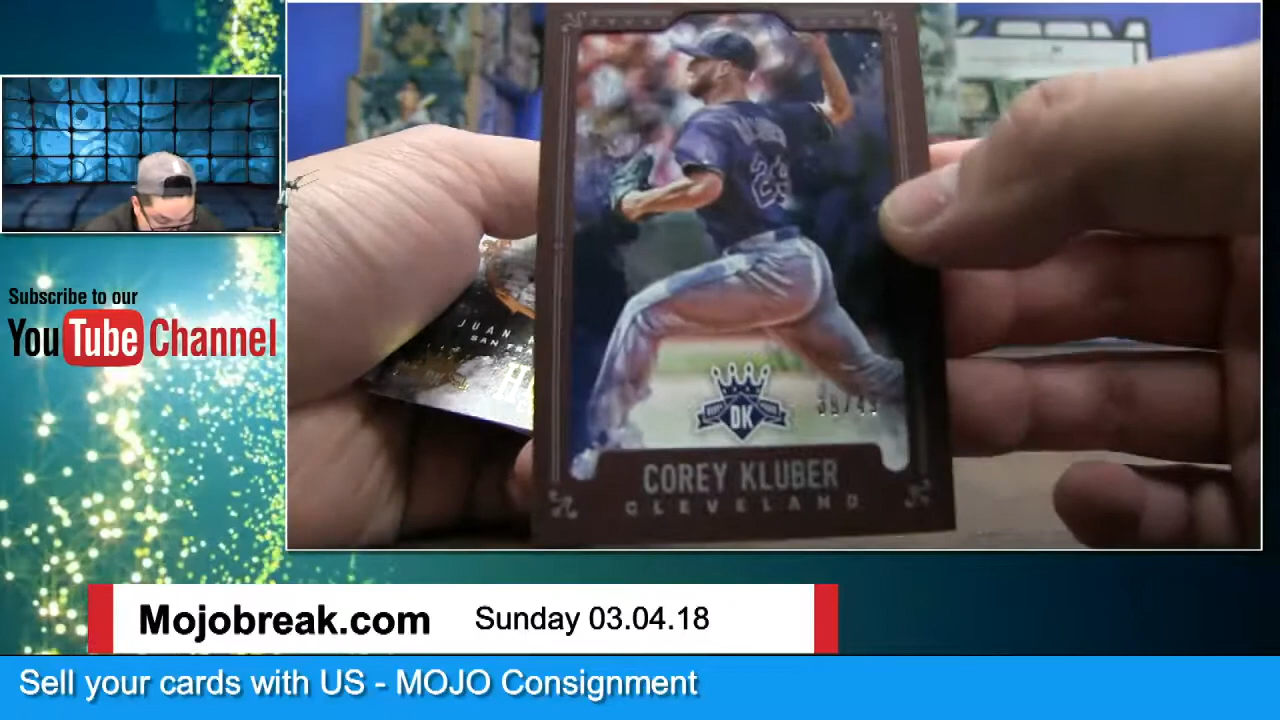 Subscribe to our
YouTube Channel
28
JUAN
SAN
DK
COREY KLUBER
CLEVELAND
Mojobreak.com
Sunday 03.04.18
Sell your cards with US - MOJO Consignment